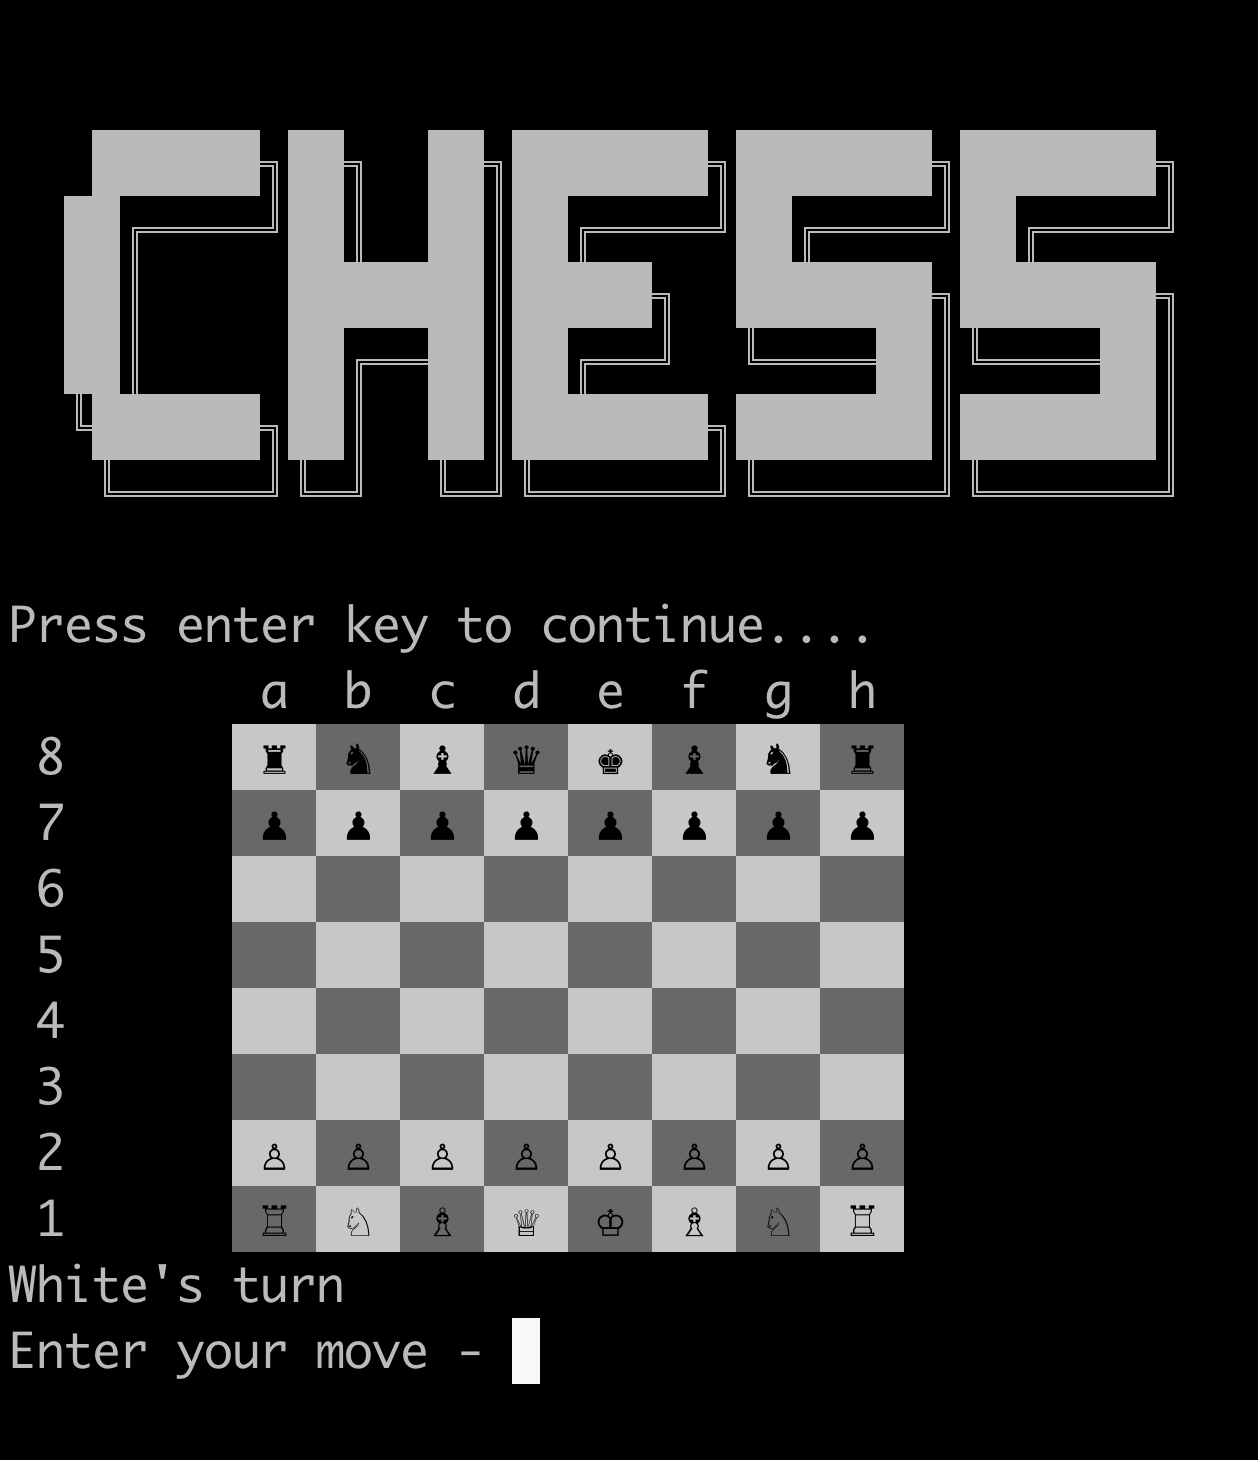 CHESS
Press enter key to continue....
a b c d e f g h
8 ♜ ♞ ♝ ♛ ♚ ♝ ♞ ♜
7 ♟ ♟ ♟ ♟ ♟ ♟ ♟ ♟
6
5
4
3
2 ♙ ♙ ♙ ♙ ♙ ♙ ♙ ♙
1 ♖ ♘ ♗ ♕ ♔ ♗ ♘ ♖
White's turn
Enter your move -